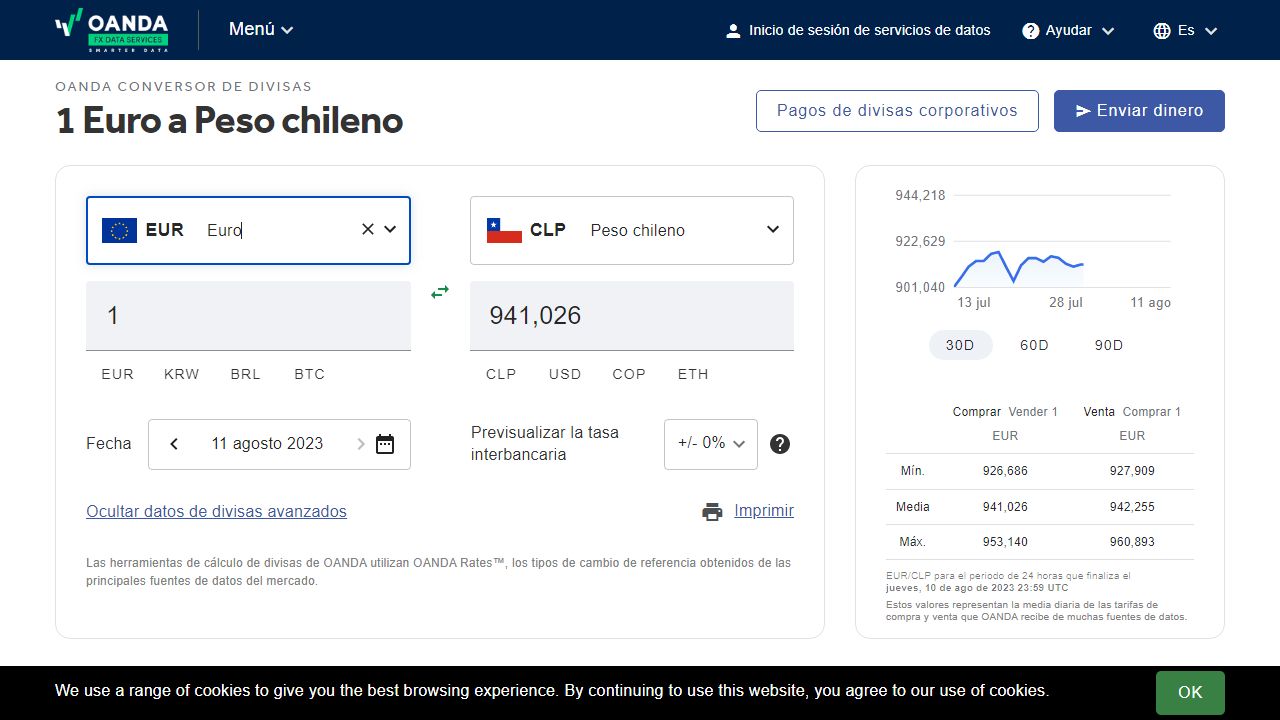 OANDA
FX DATA SERVICES
SMARTER DATA
Menú
Inicio de sesión de servicios de datos
Ayudar
Es
OANDA CONVERSOR DE DIVISAS
1 Euro a Peso chileno
Pagos de divisas corporativos
Enviar dinero
EUR Euro
CLP Peso chileno
1
941,026
EUR KRW BRL BTC
CLP USD COP ETH
Fecha
11 agosto 2023
Previsualizar la tasa
interbancaria
+/- 0%
Ocultar datos de divisas avanzados
Imprimir
Las herramientas de cálculo de divisas de OANDA utilizan OANDA Rates™, los tipos de cambio de referencia obtenidos de las
principales fuentes de datos del mercado.
944,218
922,629
901,040
13 jul 28 jul 11 ago
30D 60D 90D
Comprar Vender 1 Venta Comprar 1
EUR EUR
Mín. 926,686 927,909
Media 941,026 942,255
Máx. 953,140 960,893
EUR/CLP para el periodo de 24 horas que finaliza el
jueves, 10 de ago de 2023 23:59 UTC
Estos valores representan la media diaria de las tarifas de
compra y venta que OANDA recibe de muchas fuentes de datos.
We use a range of cookies to give you the best browsing experience. By continuing to use this website, you agree to our use of cookies.
OK